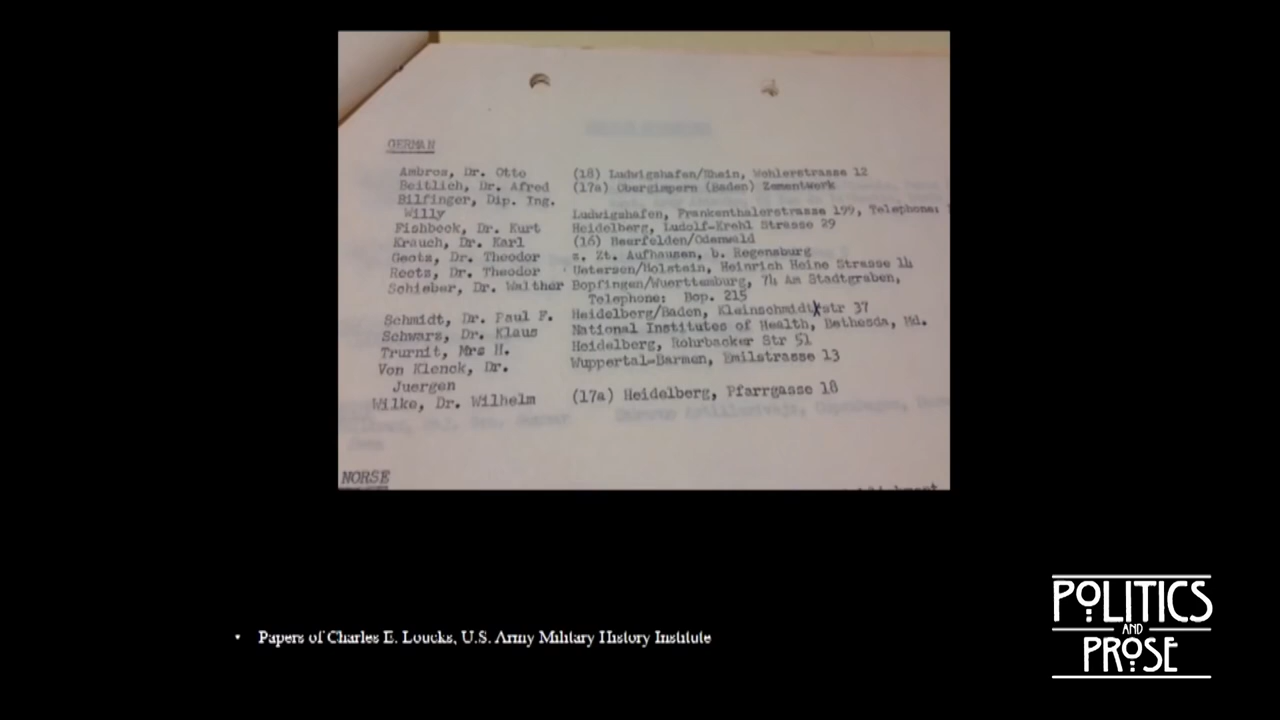 GERMAN
Ambros, Dr. Otto (18) Ludwigshafen/Rhein, Wohlerstrasse 12
Beitlich, Dr. Afred (17a) Obergimpern (Baden) Zementwerk
Bilfinger, Dip. Ing.
Willy Ludwigshafen, Frankenthalerstrasse 199, Telephone:
Fishbeck, Dr. Kurt Heidelberg, Ludolf-Krehl Strasse 29
Krauch, Dr. Karl (16) Beerfelden/Odenwald
Goots, Dr. Theodor z. Zt. Aufhausen, b. Regensburg
Reets, Dr. Theodor Uetersen/Holstein, Heinrich Heine Strasse 14
Schieber, Dr. Walther Bopfingen/Wuerttemburg, 74 Am Stadtgraben,
Telephone: Bop. 215
Schmidt, Dr. Paul F. Heidelberg/Baden, Kleinschmidt str 37
Schwarz, Dr. Klaus National Institutes of Health, Bethesda, Md.
Trurnit, Mrs H. Heidelberg, Rohrbacker Str 51
Von Klenck, Dr. Wuppertal-Barmen, Emilstrasse 13
Juergen
Wilke, Dr. Wilhelm (17a) Heidelberg, Pfarrgasse 18
NORSE
• Papers of Charles E. Loucks, U.S. Army Military History Institute
POLITICS
AND
PROSE